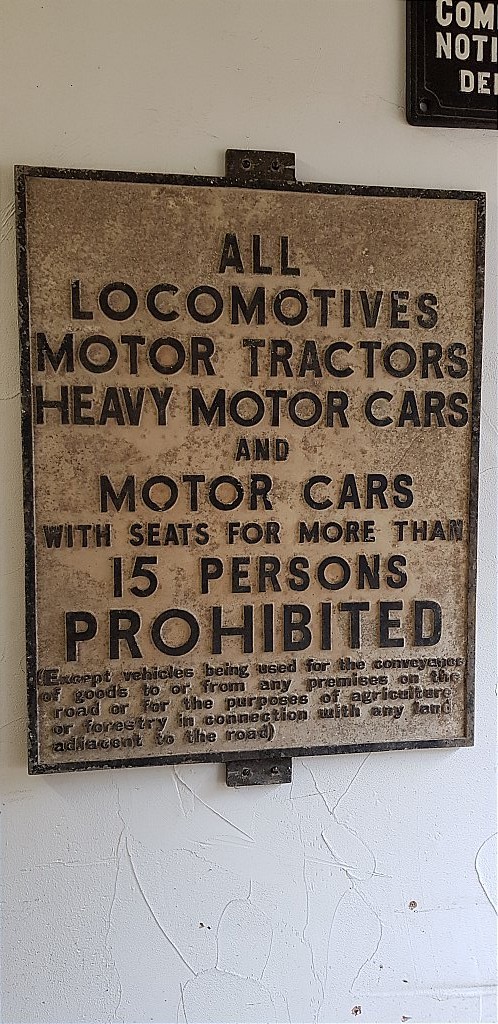 COM
NOTI
DE
ALL
LOCOMOTIVES
MOTOR TRACTORS
HEAVY MOTOR CARS
AND
MOTOR CARS
WITH SEATS FOR MORE THAN
15 PERSONS
PROHIBITED
(Except vehicles being used for the conveyance
of goods to or from any premises on the
road or for the purposes of agriculture
or forestry in connection with any land
adjacent to the road)